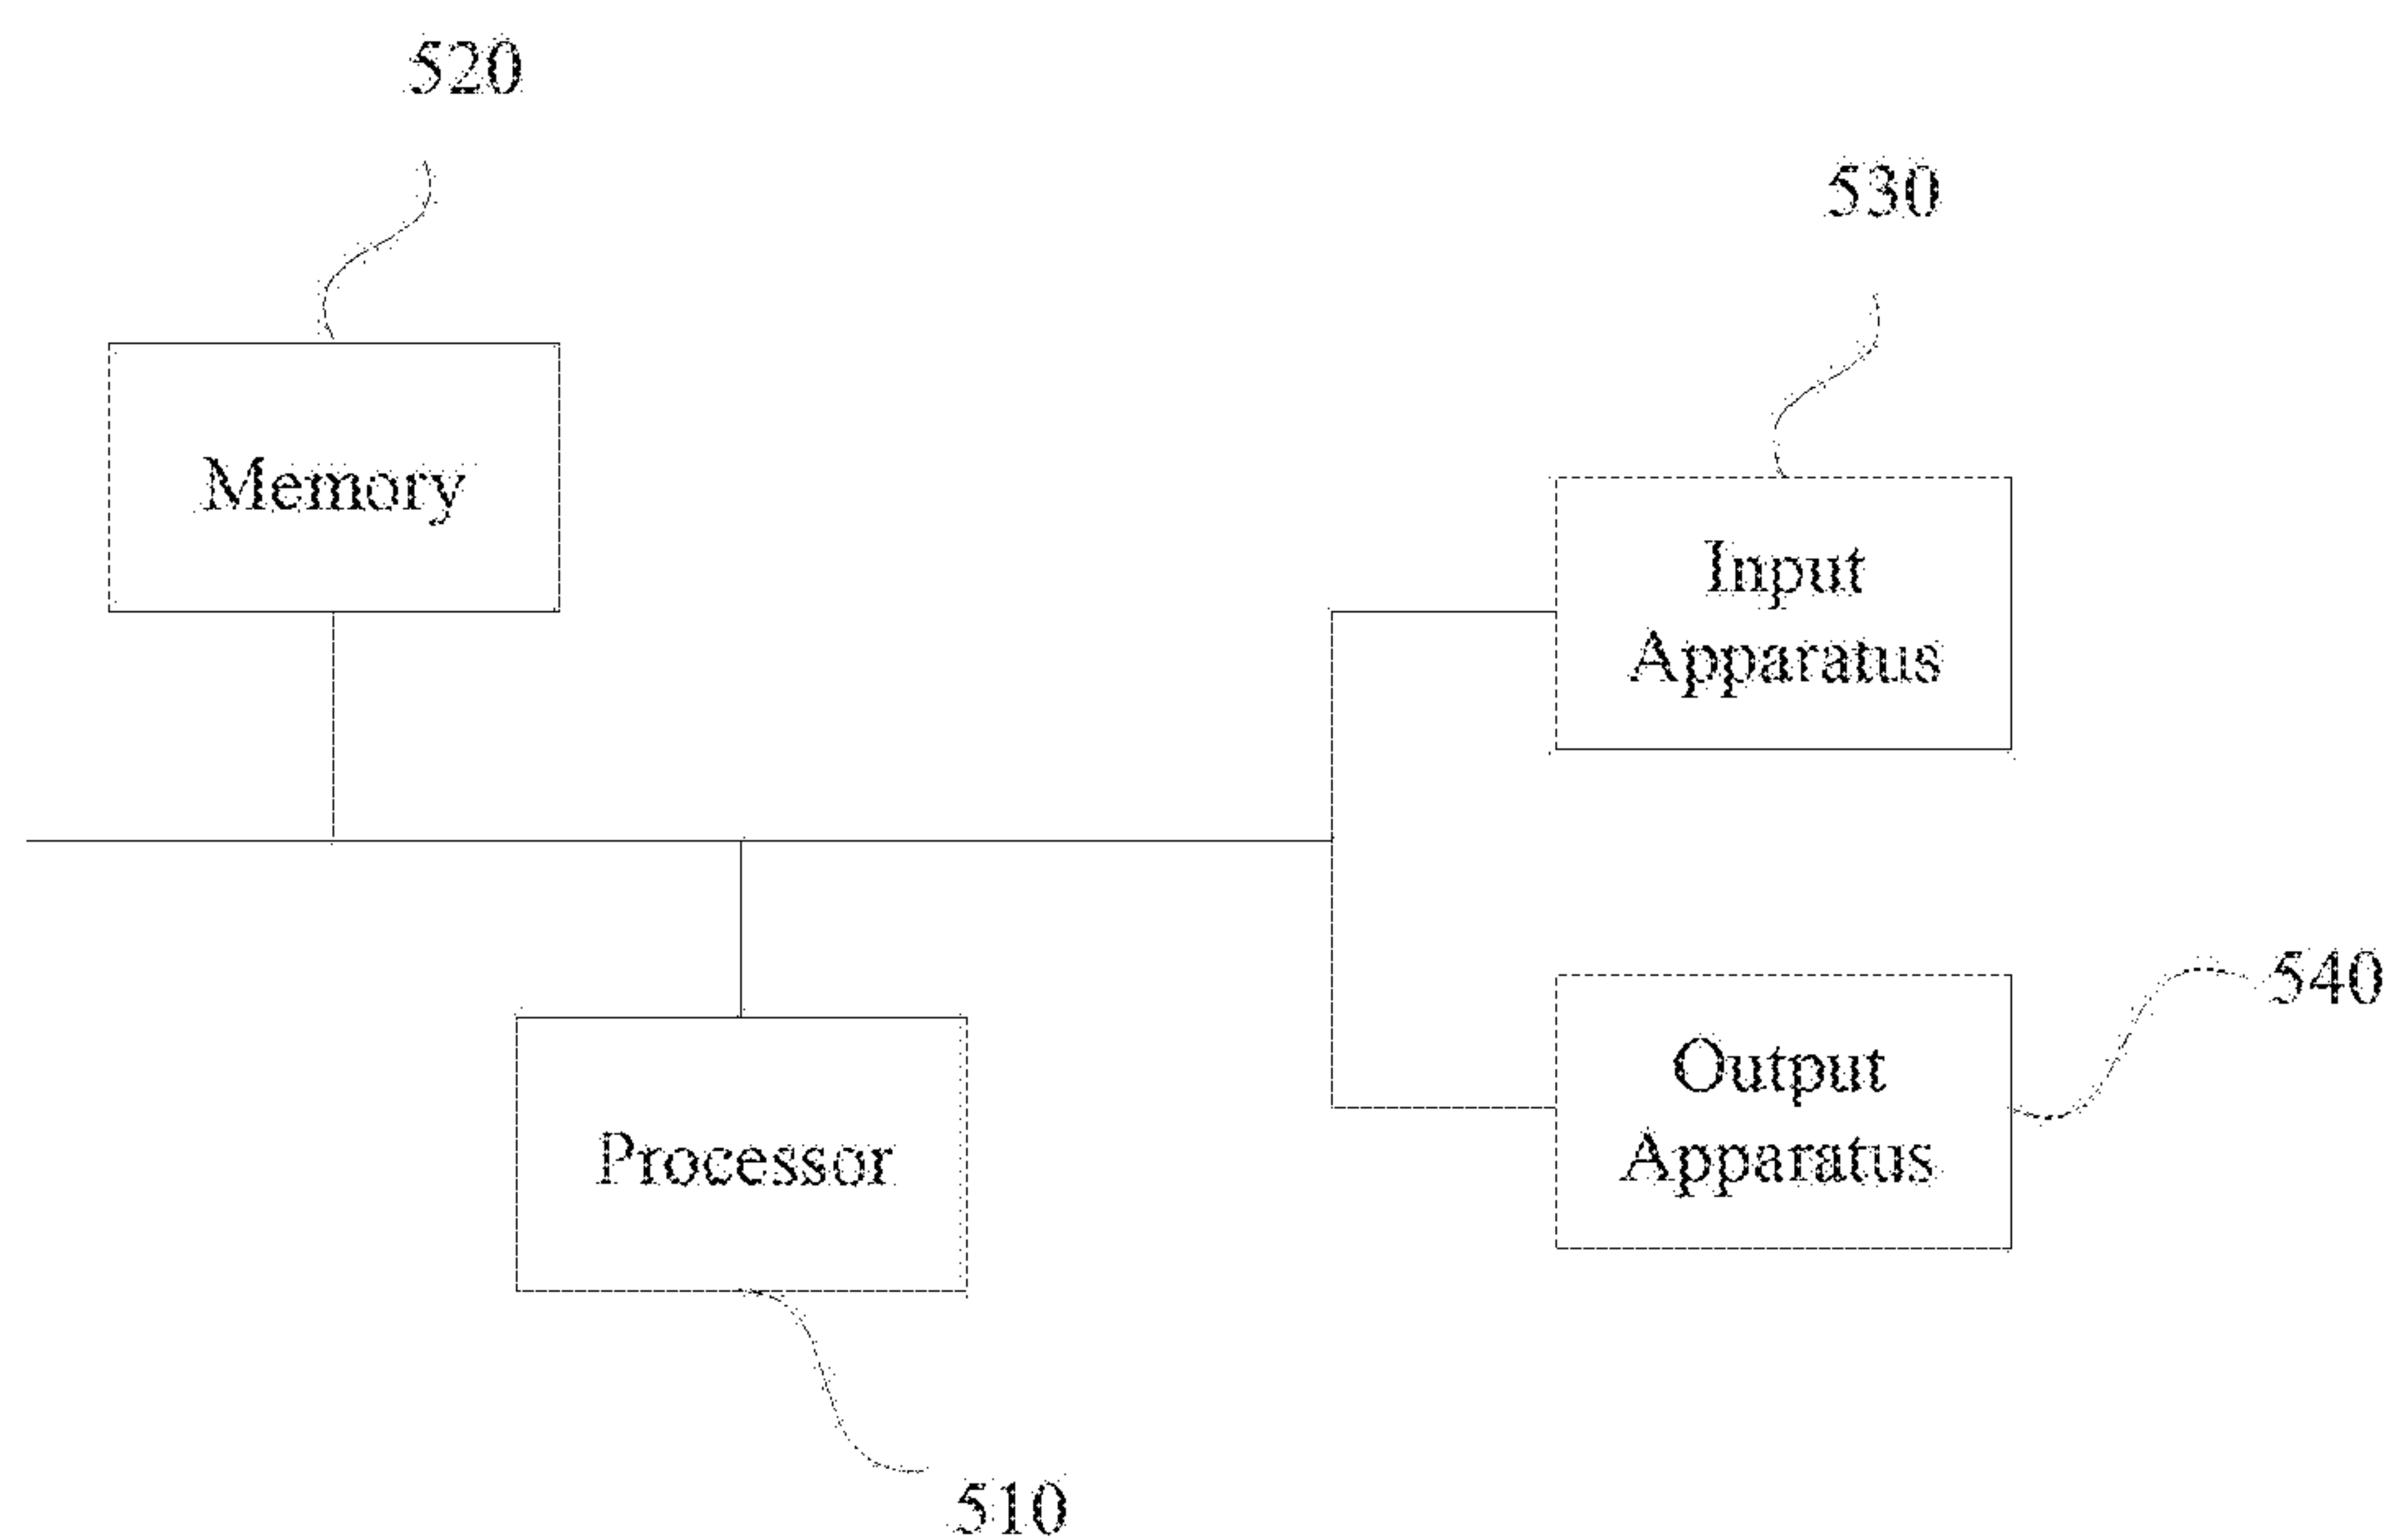 520
530
Memory
Input
Apparatus
540
Output
Apparatus
Processor
510